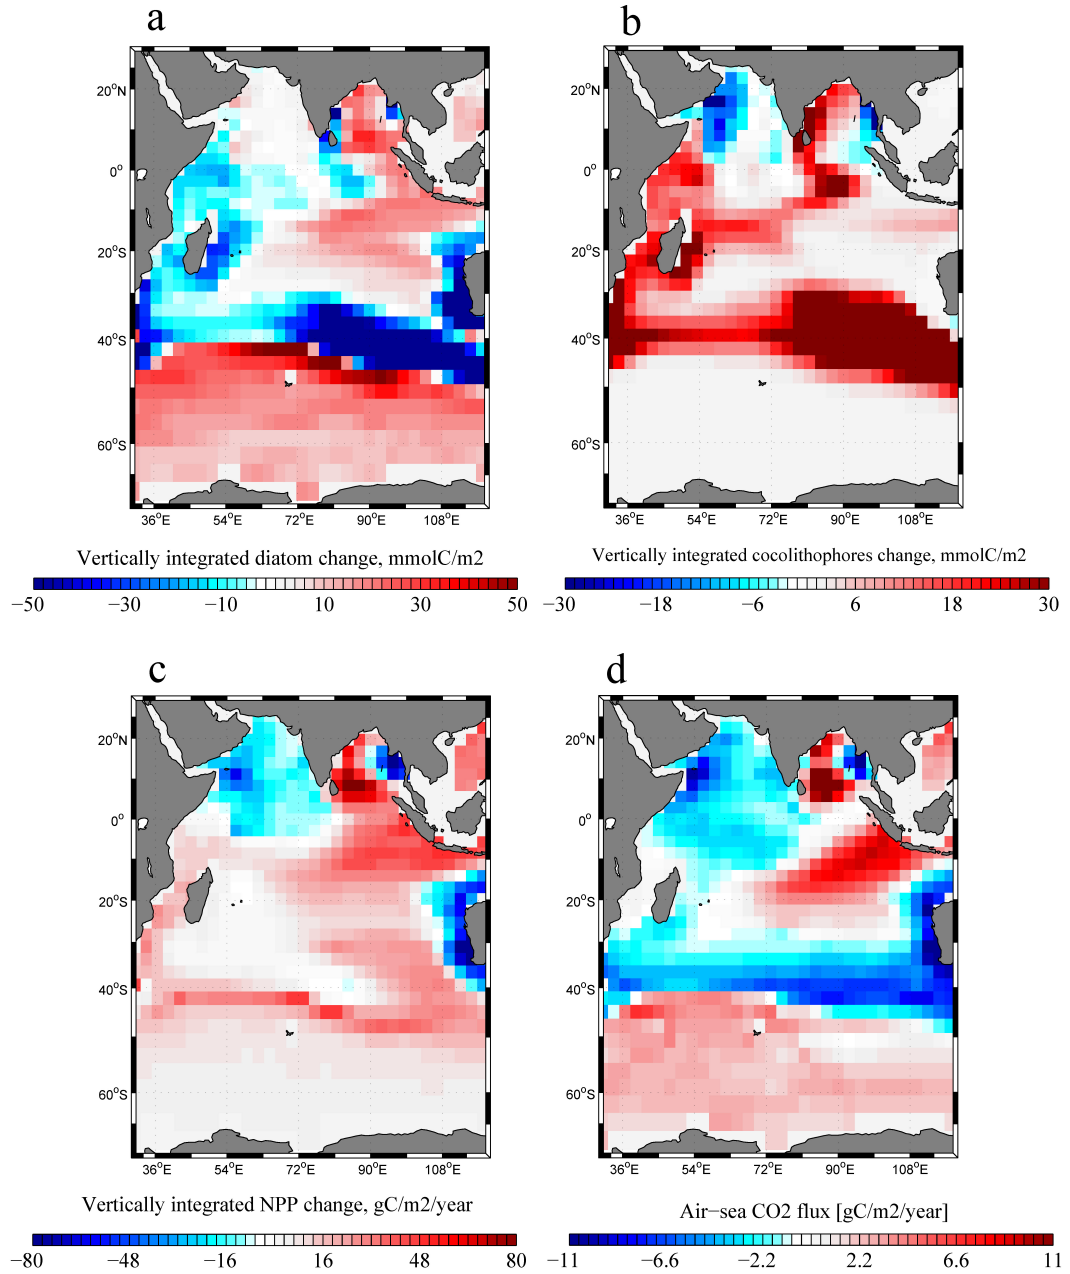 a
b
20°N
0°
20°S
40°S
60°S
36°E 54°E 72°E 90°E 108°E
20°N
0°
20°S
40°S
60°S
36°E 54°E 72°E 90°E 108°E
Vertically integrated diatom change, mmolC/m2
−50 −30 −10 10 30 50
Vertically integrated cocolithophores change, mmolC/m2
−30 −18 −6 6 18 30
c
d
20°N
0°
20°S
40°S
60°S
36°E 54°E 72°E 90°E 108°E
20°N
0°
20°S
40°S
60°S
36°E 54°E 72°E 90°E 108°E
Vertically integrated NPP change, gC/m2/year
−80 −48 −16 16 48 80
Air−sea CO2 flux [gC/m2/year]
−11 −6.6 −2.2 2.2 6.6 11